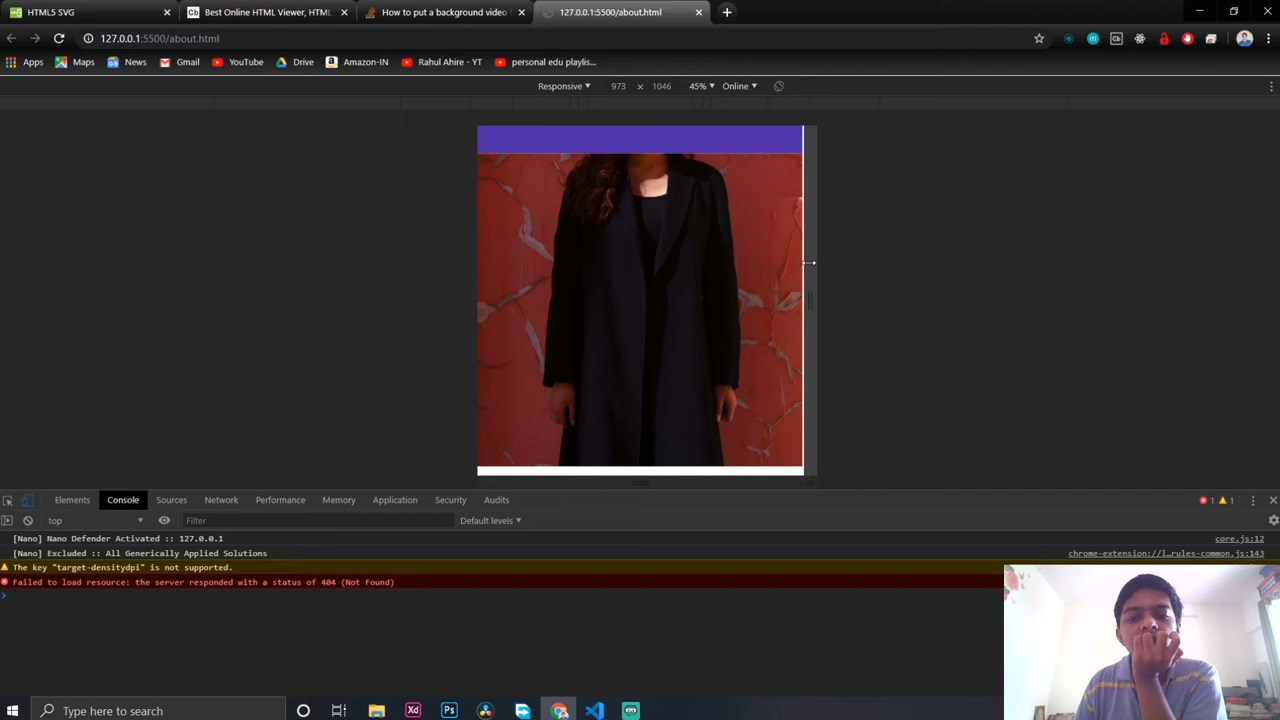 HTML5 SVG
Best Online HTML Viewer, HTML
How to put a background video
127.0.0.1:5500/about.html
127.0.0.1:5500/about.html
Apps Maps News Gmail YouTube Drive Amazon-IN Rahul Ahire - YT personal edu playlis...
Responsive 973 × 1046 45% Online
Elements Console Sources Network Performance Memory Application Security Audits 1 1
top Filter Default levels
[Nano] Nano Defender Activated :: 127.0.0.1 core.js:12
[Nano] Excluded :: All Generically Applied Solutions chrome-extension://l…rules-common.js:143
The key "target-densitydpi" is not supported.
Failed to load resource: the server responded with a status of 404 (Not Found)
Type here to search